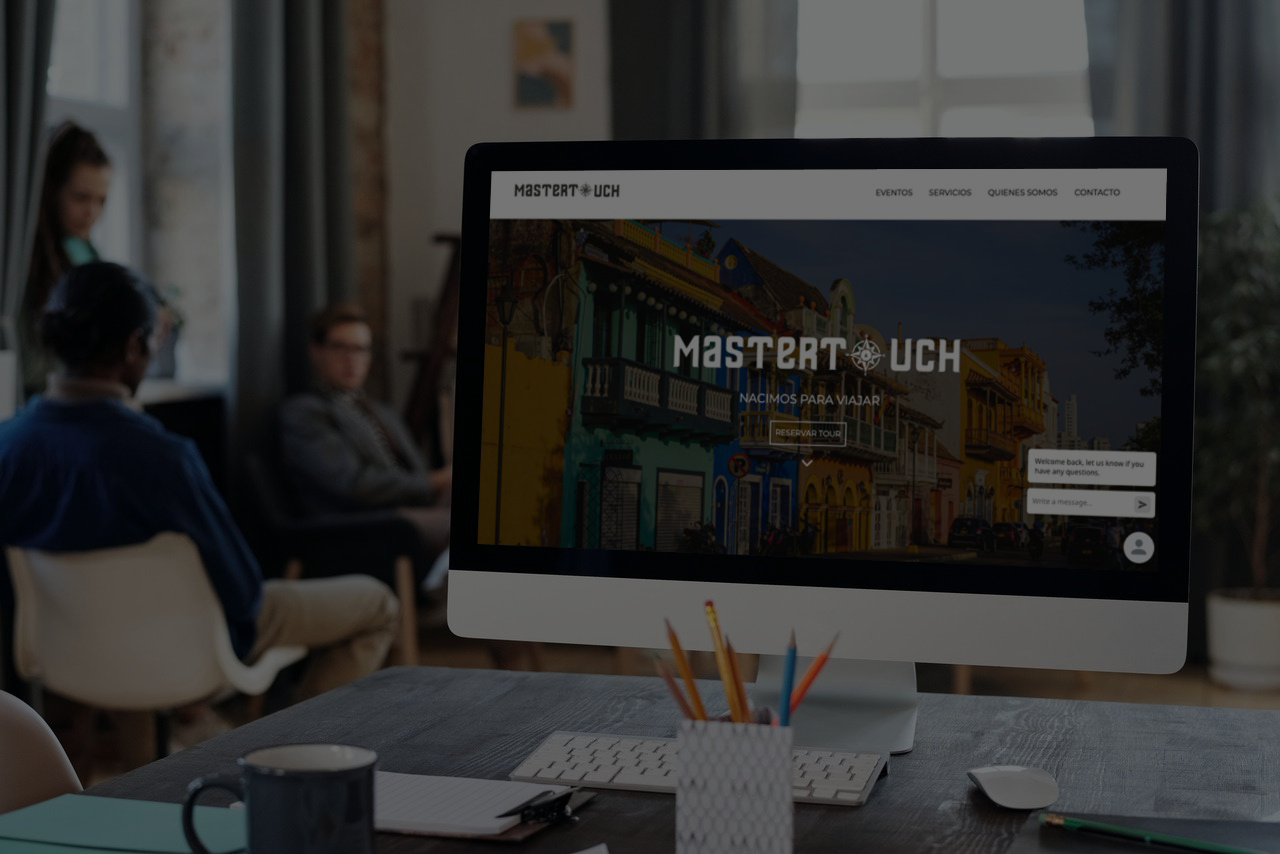 MASTERTOUCH
EVENTOS SERVICIOS QUIENES SOMOS CONTACTO
MASTERTOUCH
NACIMOS PARA VIAJAR
RESERVAR TOUR
R
Welcome back, let us know if you
have any questions.
Write a message...